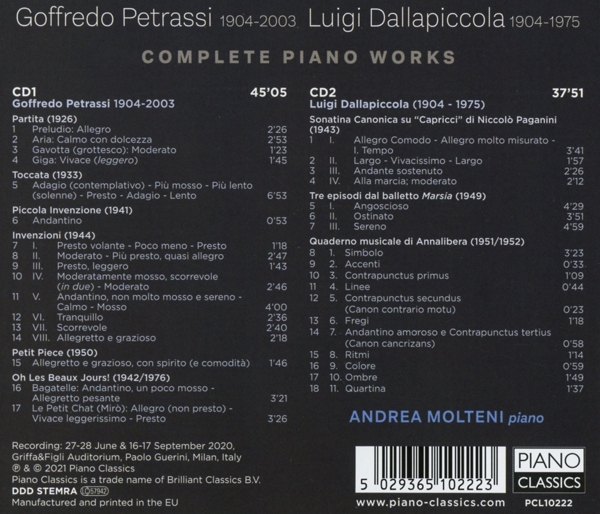 Goffredo Petrassi 1904-2003 Luigi Dallapiccola 1904-1975
COMPLETE PIANO WORKS
CD1 45'05
Goffredo Petrassi 1904-2003
Partita (1926)
1 Preludio: Allegro 2'26
2 Aria: Calmo con dolcezza 2'53
3 Gavotta (grottesco): Moderato 1'23
4 Giga: Vivace (leggero) 1'45
Toccata (1933)
5 Adagio (contemplativo) - Più mosso - Più lento
(solenne) - Presto - Adagio - Lento 6'53
Piccola Invenzione (1941)
6 Andantino 0'53
Invenzioni (1944)
7 I. Presto volante - Poco meno - Presto 1'18
8 II. Moderato - Più presto, quasi allegro 2'47
9 III. Presto, leggero 1'43
10 IV. Moderatamente mosso, scorrevole
(in due) - Moderato 2'46
11 V. Andantino, non molto mosso e sereno -
Calmo - Mosso 4'00
12 VI. Tranquillo 2'36
13 VII. Scorrevole 2'40
14 VIII. Allegretto e grazioso 2'18
Petit Piece (1950)
15 Allegretto e grazioso, con spirito (e comodità) 1'46
Oh Les Beaux Jours! (1942/1976)
16 Bagatelle: Andantino, un poco mosso -
Allegretto pesante 3'21
17 Le Petit Chat (Mirò): Allegro (non presto) -
Vivace leggerissimo - Presto 3'26
CD2 37'51
Luigi Dallapiccola (1904 - 1975)
Sonatina Canonica su “Capricci” di Niccolò Paganini
(1943)
1 I. Allegro Comodo - Allegro molto misurato -
I. Tempo 3'41
2 II. Largo - Vivacissimo - Largo 1'57
3 III. Andante sostenuto 2'26
4 IV. Alla marcia; moderato 2'12
Tre episodi dal balletto Marsia (1949)
5 I. Angoscioso 4'29
6 II. Ostinato 3'51
7 III. Sereno 4'59
Quaderno musicale di Annalibera (1951/1952)
8 1. Simbolo 3'23
9 2. Accenti 0'33
10 3. Contrapunctus primus 1'09
11 4. Linee 0'44
12 5. Contrapunctus secundus
(Canon contrario motu) 0'23
13 6. Fregi 1'18
14 7. Andantino amoroso e Contrapunctus tertius
(Canon cancrizans) 0'58
15 8. Ritmi 1'14
16 9. Colore 0'59
17 10. Ombre 1'49
18 11. Quartina 1'37
ANDREA MOLTENI piano
Recording: 27-28 June & 16-17 September 2020,
Griffa&Figli Auditorium, Paolo Guerini, Milan, Italy
℗ & © 2021 Piano Classics
Piano Classics is a trade name of Brilliant Classics B.V.
DDD STEMRA LC 57942
Manufactured and printed in the EU
5 029365 102223
www.piano-classics.com
PIANO
CLASSICS
PCL10222